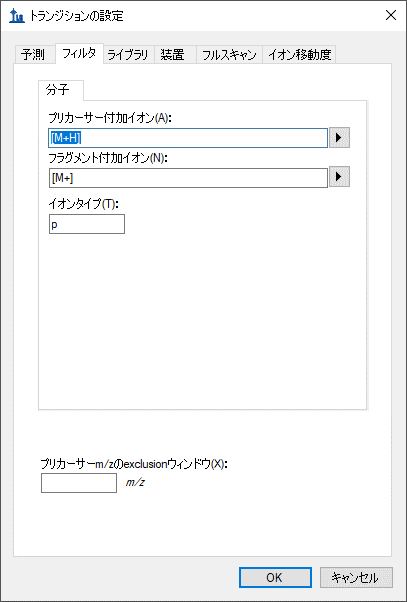 トランジションの設定
予測 フィルタ ライブラリ 装置 フルスキャン イオン移動度
分子
プリカーサー付加イオン(A):
[M+H]
フラグメント付加イオン(N):
[M+]
イオンタイプ(T):
p
プリカーサーm/zのexclusionウィンドウ(X):
m/z
OK キャンセル